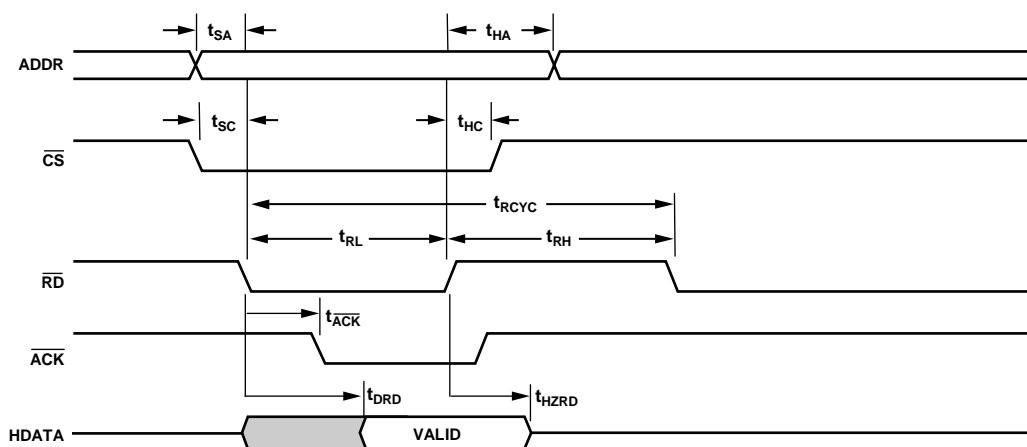 tSA
tHA
ADDR
tSC
tHC
CS
tRCYC
tRL
tRH
RD
tACK
ACK
tDRD
tHZRD
HDATA
VALID